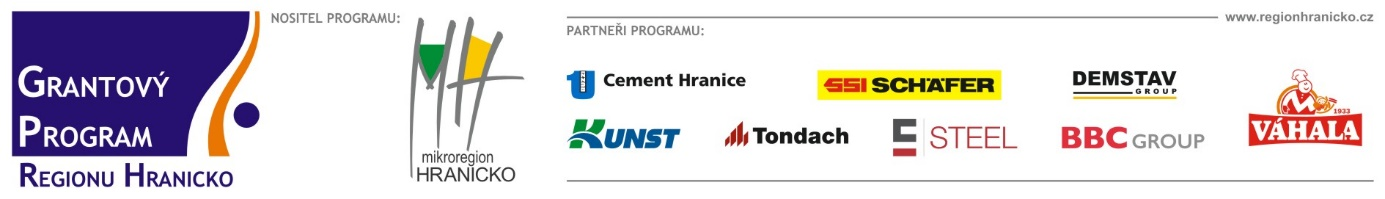 GRANTOVÝ
PROGRAM
REGIONU HRANICKO
NOSITEL PROGRAMU:
MH
mikroregion
HRANICKO
www.regionhranicko.cz
PARTNEŘI PROGRAMU:
Cement Hranice
SSI SCHÄFER
DEMSTAV
GROUP
KUNST
Tondach
STEEL
BBC GROUP
1933
VÁHALA